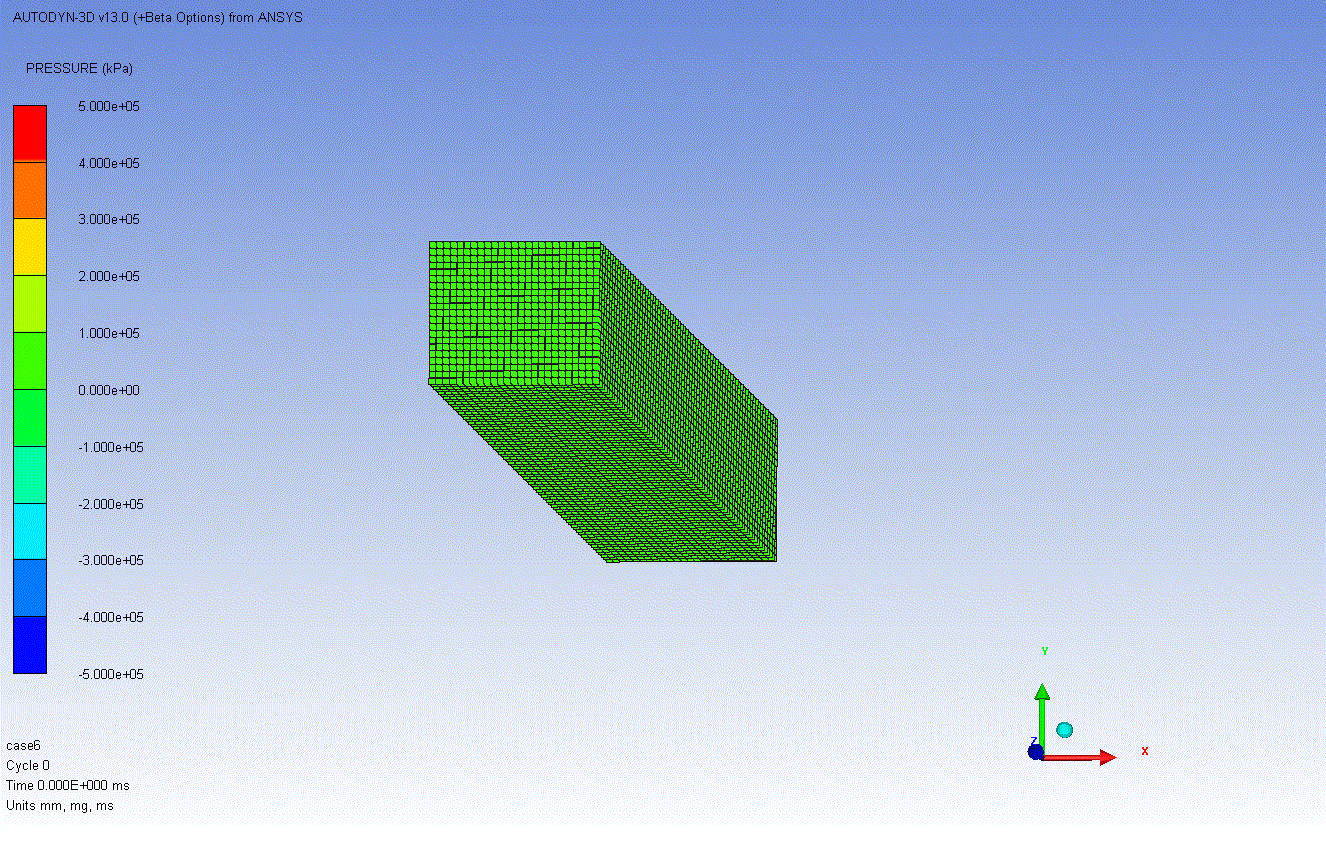 AUTODYN-3D v13.0 (+Beta Options) from ANSYS
PRESSURE (kPa)
5.000e+05
4.000e+05
3.000e+05
2.000e+05
1.000e+05
0.000e+00
-1.000e+05
-2.000e+05
-3.000e+05
-4.000e+05
-5.000e+05
Y
Z
X
case6
Cycle 0
Time 0.000E+000 ms
Units mm, mg, ms